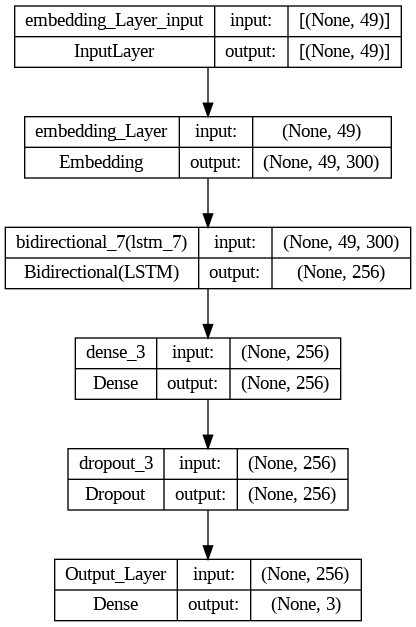 embedding_Layer_input input: [(None, 49)]
InputLayer output: [(None, 49)]
embedding_Layer input: (None, 49)
Embedding output: (None, 49, 300)
bidirectional_7(lstm_7) input: (None, 49, 300)
Bidirectional(LSTM) output: (None, 256)
dense_3 input: (None, 256)
Dense output: (None, 256)
dropout_3 input: (None, 256)
Dropout output: (None, 256)
Output_Layer input: (None, 256)
Dense output: (None, 3)